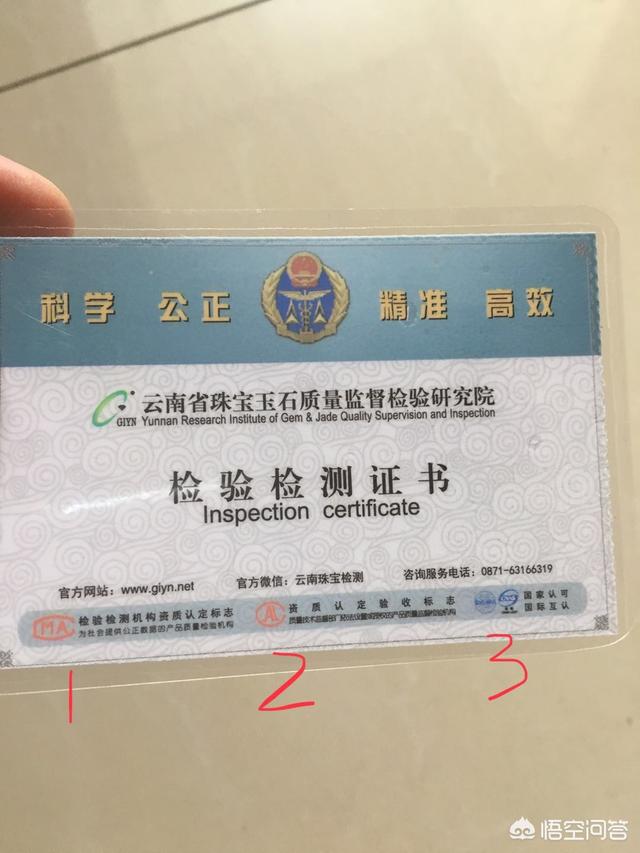 科学 公正 精准 高效
GIYN
云南省珠宝玉石质量监督检验研究院
Yunnan Research Institute of Gem & Jade Quality Supervision and Inspection
检验检测证书
Inspection certificate
官方网站：www.giyn.net 官方微信：云南珠宝检测 咨询服务电话：0871-63166319
MA 检验检测机构资质认定标志
为社会提供公正数据的产品质量检验机构
A 资质认定验收标志
国家认可
国际互认
1 2 3
悟空问答